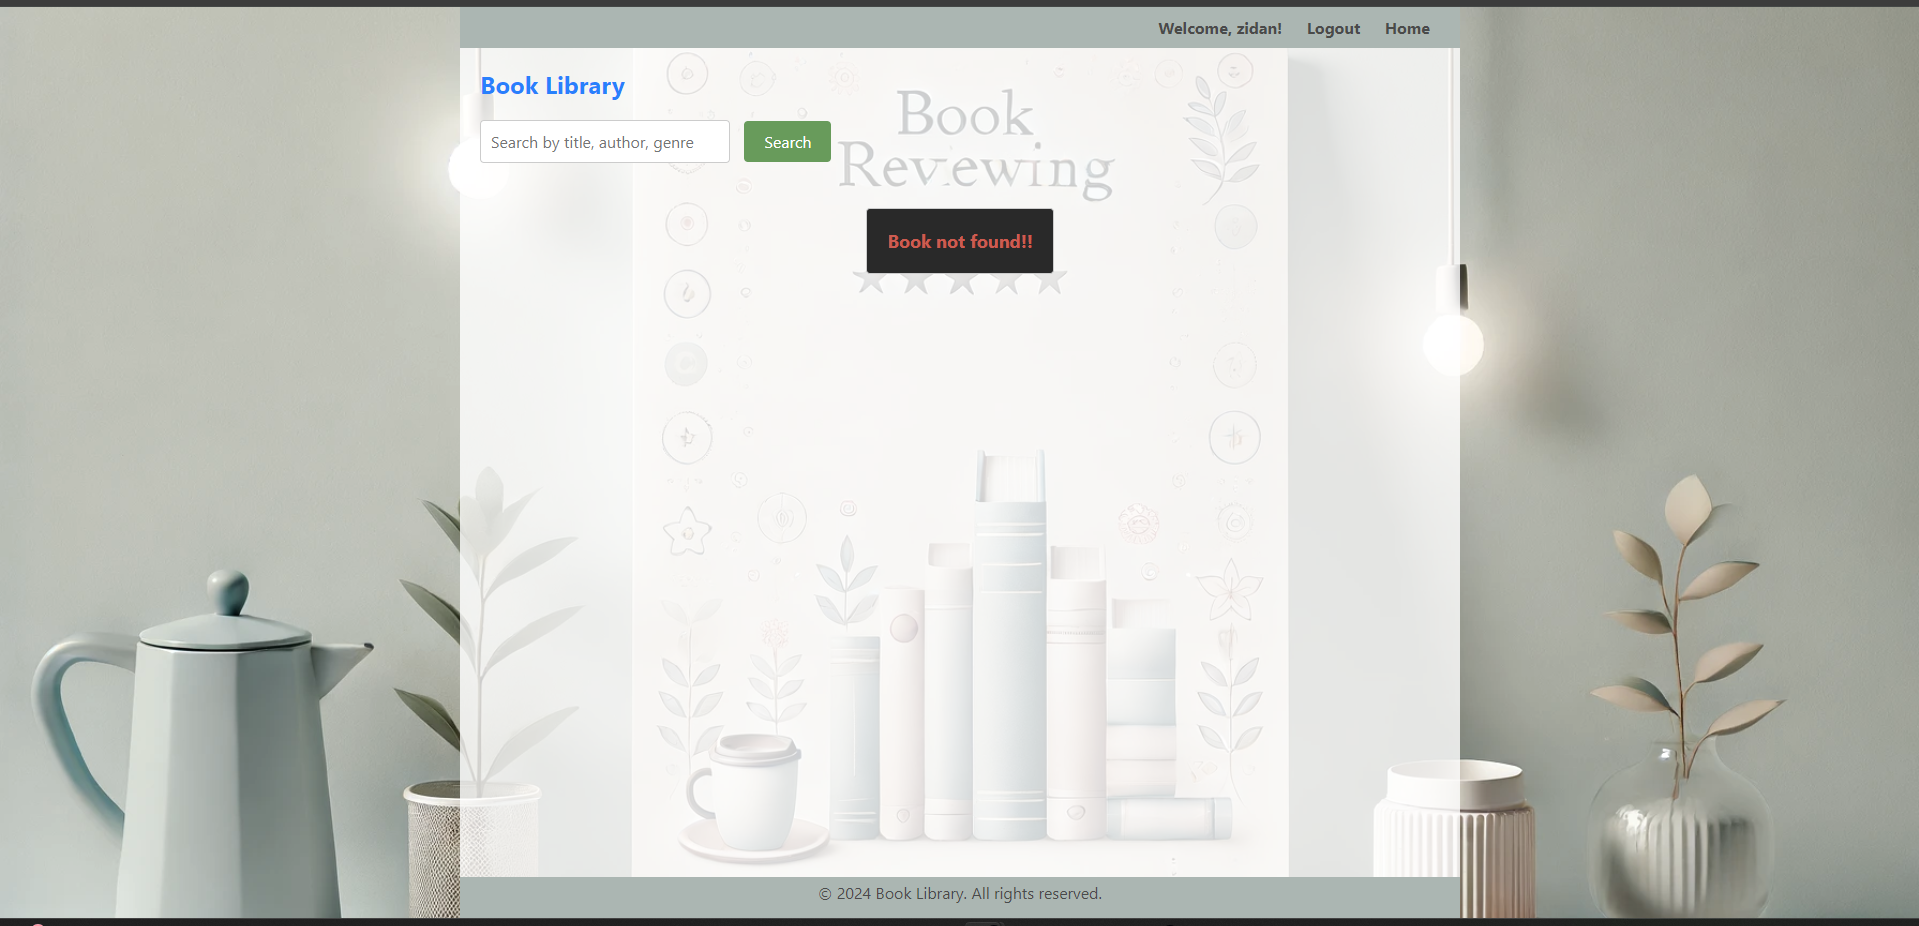 Welcome, zidan! Logout Home
Book Library
Search by title, author, genre Search
Book
Reviewing
Book not found!!
© 2024 Book Library. All rights reserved.